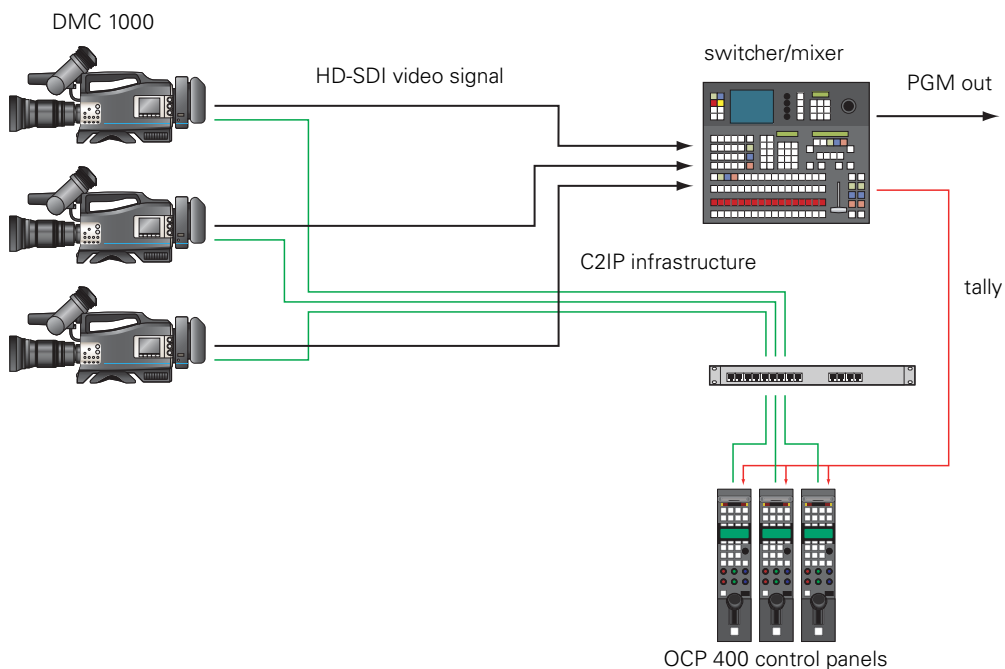 DMC 1000
switcher/mixer
HD-SDI video signal
PGM out
C2IP infrastructure
tally
OCP 400 control panels